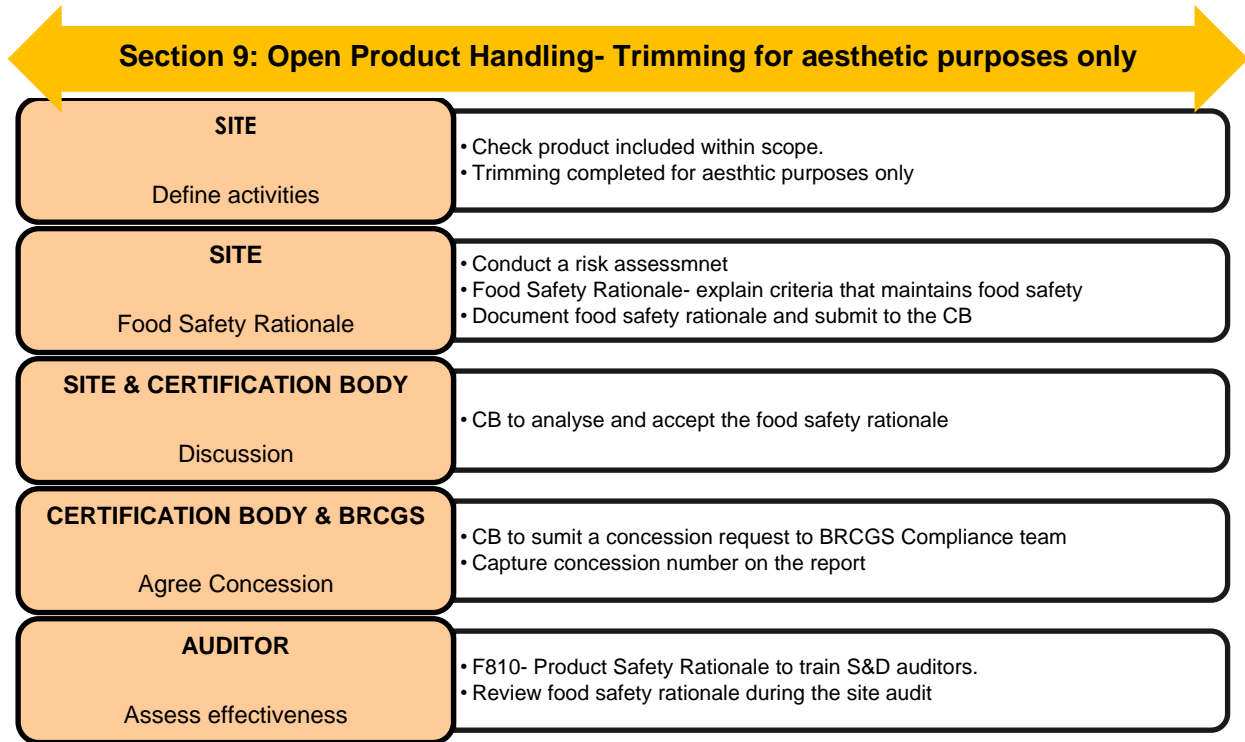 Section 9: Open Product Handling- Trimming for aesthetic purposes only
SITE
Define activities
• Check product included within scope.
• Trimming completed for aesthtic purposes only
SITE
Food Safety Rationale
• Conduct a risk assessmnet
• Food Safety Rationale- explain criteria that maintains food safety
• Document food safety rationale and submit to the CB
SITE & CERTIFICATION BODY
Discussion
• CB to analyse and accept the food safety rationale
CERTIFICATION BODY & BRCGS
Agree Concession
• CB to sumit a concession request to BRCGS Compliance team
• Capture concession number on the report
AUDITOR
Assess effectiveness
• F810- Product Safety Rationale to train S&D auditors.
• Review food safety rationale during the site audit